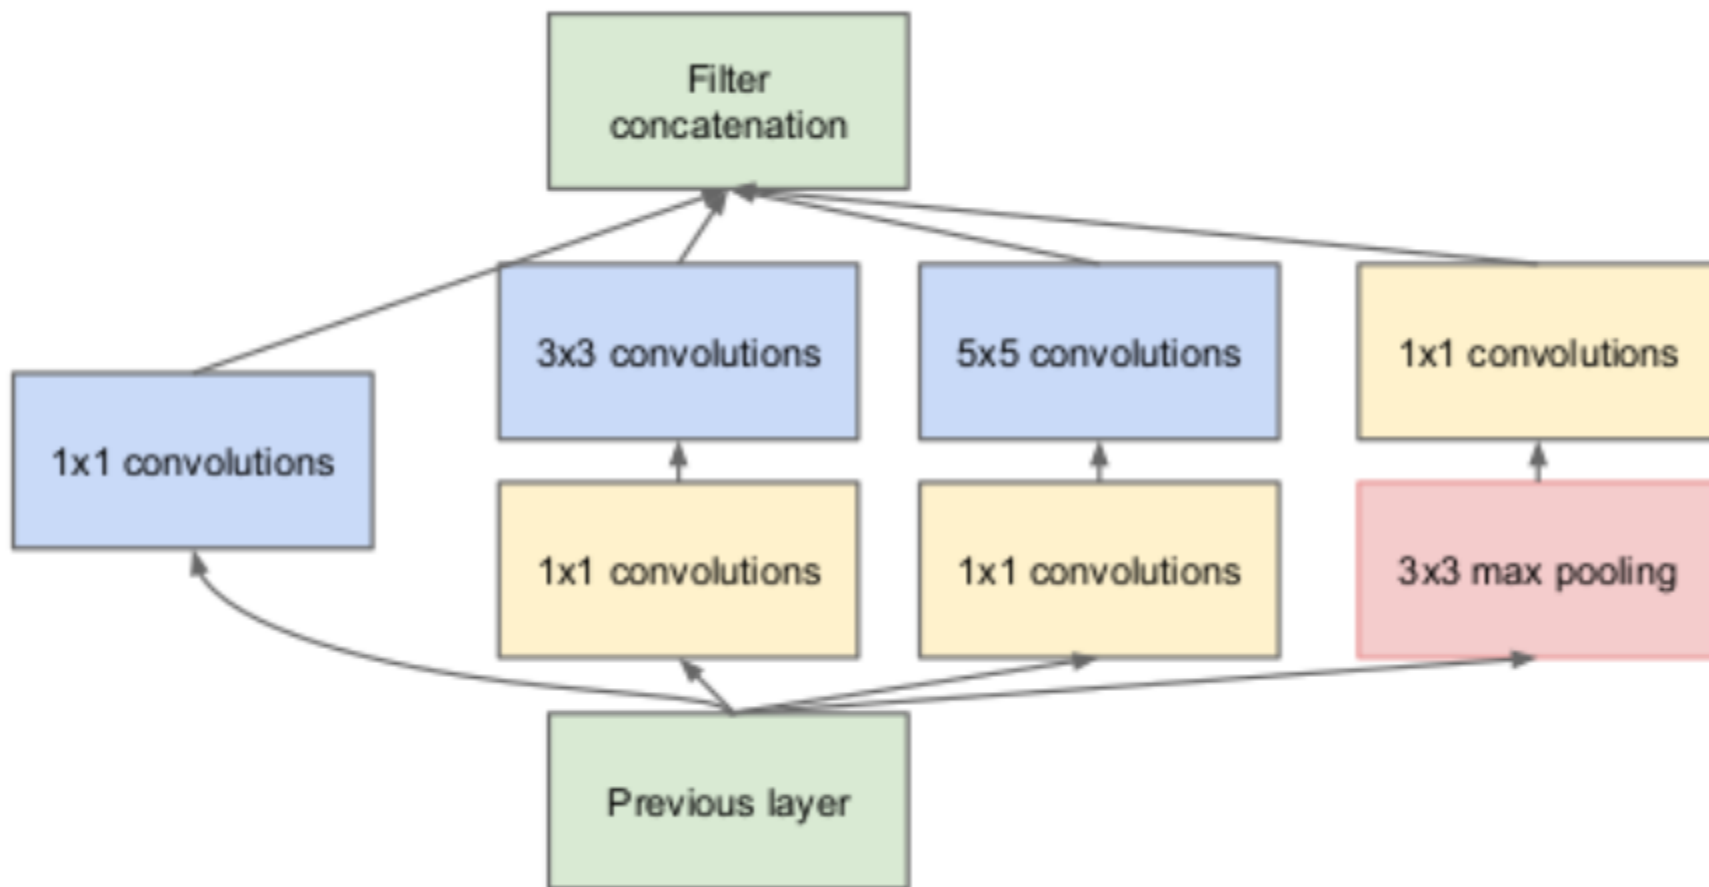 Filter
concatenation
3x3 convolutions
5x5 convolutions
1x1 convolutions
1x1 convolutions
1x1 convolutions
1x1 convolutions
3x3 max pooling
Previous layer